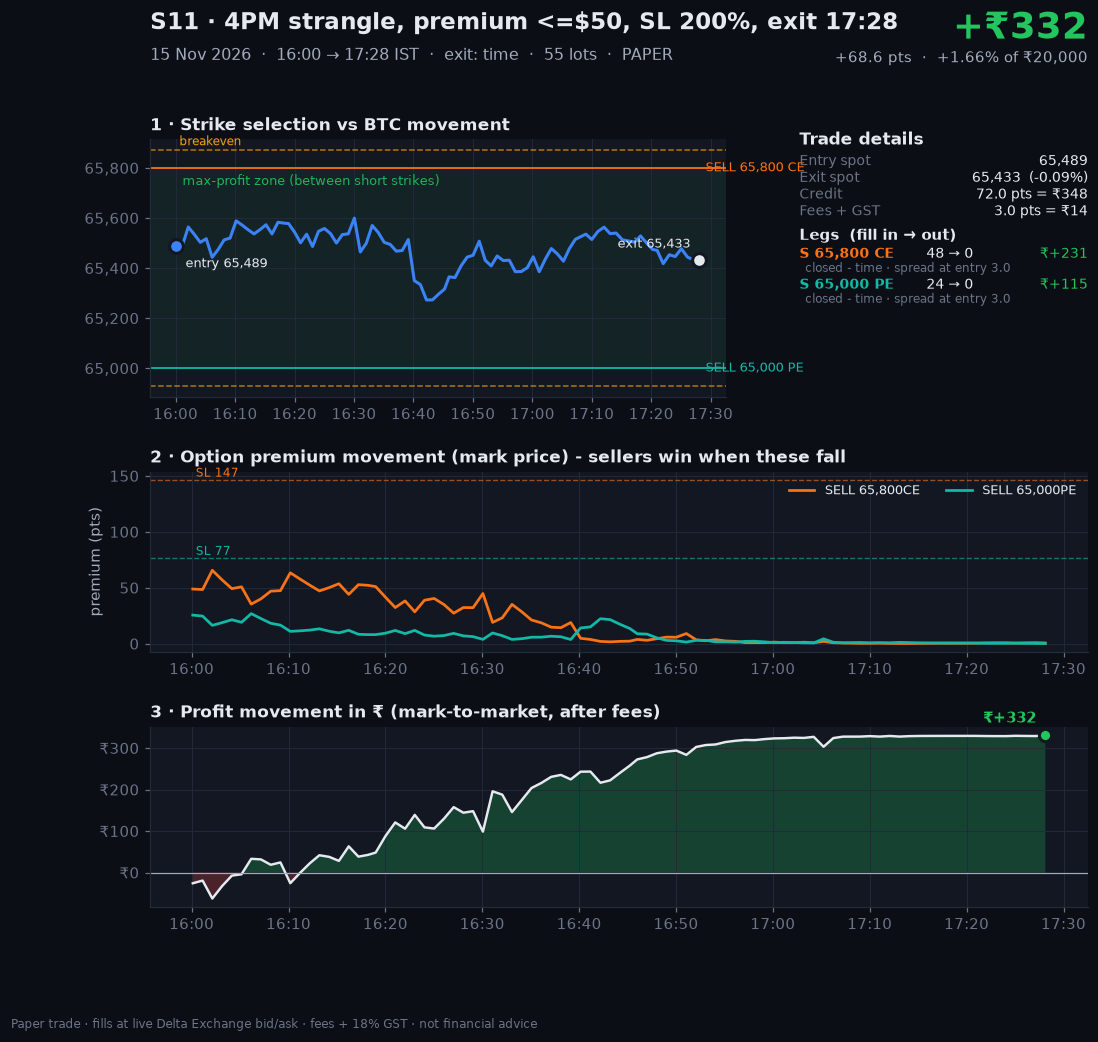 S11 · 4PM strangle, premium <=$50, SL 200%, exit 17:28
+₹332
15 Nov 2026 · 16:00 → 17:28 IST · exit: time · 55 lots · PAPER
+68.6 pts · +1.66% of ₹20,000
1 · Strike selection vs BTC movement
breakeven
SELL 65,800 CE
max-profit zone (between short strikes)
entry 65,489
exit 65,433
SELL 65,000 PE
65,800
65,600
65,400
65,200
65,000
16:00 16:10 16:20 16:30 16:40 16:50 17:00 17:10 17:20 17:30
Trade details
Entry spot 65,489
Exit spot 65,433 (-0.09%)
Credit 72.0 pts = ₹348
Fees + GST 3.0 pts = ₹14
Legs (fill in → out)
S 65,800 CE 48 → 0 ₹+231
closed - time · spread at entry 3.0
S 65,000 PE 24 → 0 ₹+115
closed - time · spread at entry 3.0
2 · Option premium movement (mark price) - sellers win when these fall
SL 147
SELL 65,800CE SELL 65,000PE
SL 77
premium (pts)
150
100
50
0
16:00 16:10 16:20 16:30 16:40 16:50 17:00 17:10 17:20 17:30
3 · Profit movement in ₹ (mark-to-market, after fees)
₹+332
₹300
₹200
₹100
₹0
16:00 16:10 16:20 16:30 16:40 16:50 17:00 17:10 17:20 17:30
Paper trade · fills at live Delta Exchange bid/ask · fees + 18% GST · not financial advice